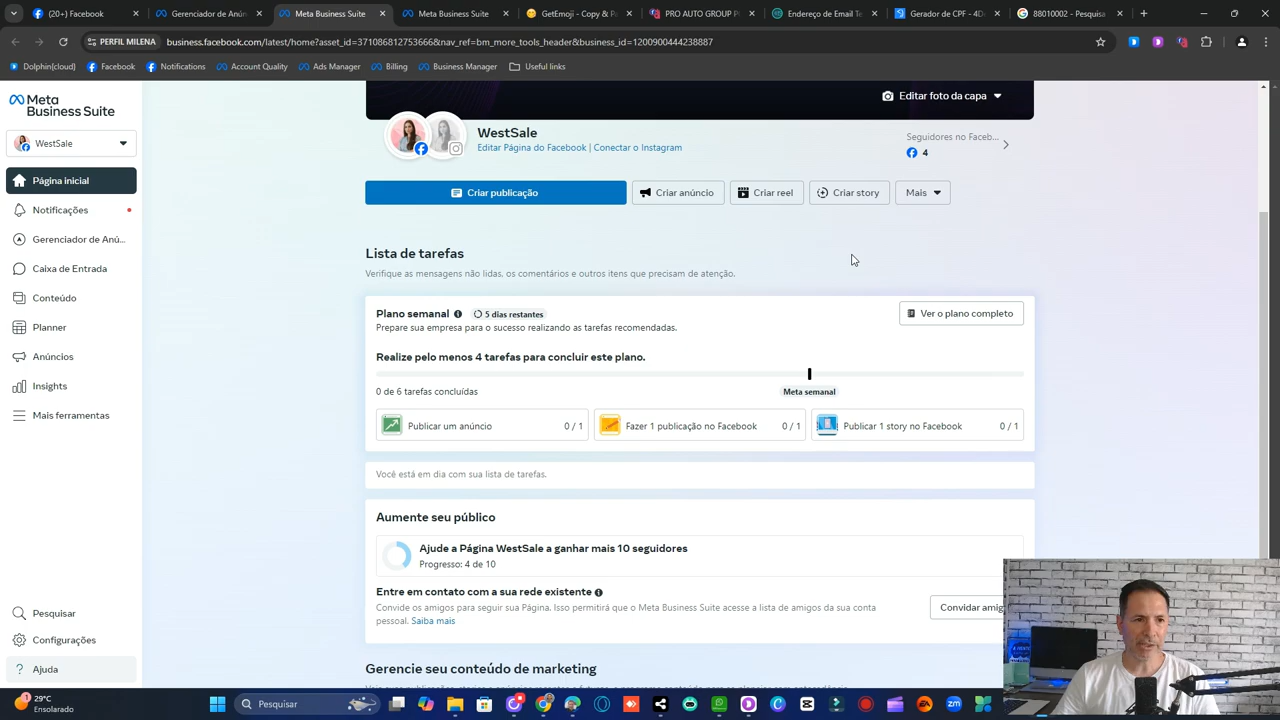 (20+) Facebook
Gerenciador de Anún
Meta Business Suite
Meta Business Suite
GetEmoji - Copy & P
PRO AUTO GROUP
Endereço de Email Te
Gerador de CPF - 4D
88010002 - Pesquisa
PERFIL MILENA
business.facebook.com/latest/home?asset_id=371086812753666&nav_ref=bm_more_tools_header&business_id=1200900444238887
Dolphin{cloud}
Facebook
Notifications
Account Quality
Ads Manager
Billing
Business Manager
Useful links
Meta
Business Suite
WestSale
Página inicial
Notificações
Gerenciador de Anú...
Caixa de Entrada
Conteúdo
Planner
Anúncios
Insights
Mais ferramentas
Pesquisar
Configurações
Ajuda
Editar foto da capa
WestSale
Editar Página do Facebook | Conectar o Instagram
Seguidores no Faceb...
4
Criar publicação
Criar anúncio
Criar reel
Criar story
Mais
Lista de tarefas
Verifique as mensagens não lidas, os comentários e outros itens que precisam de atenção.
Plano semanal
5 dias restantes
Ver o plano completo
Prepare sua empresa para o sucesso realizando as tarefas recomendadas.
Realize pelo menos 4 tarefas para concluir este plano.
0 de 6 tarefas concluídas
Meta semanal
Publicar um anúncio 0 / 1
Fazer 1 publicação no Facebook 0 / 1
Publicar 1 story no Facebook 0 / 1
Você está em dia com sua lista de tarefas.
Aumente seu público
Ajude a Página WestSale a ganhar mais 10 seguidores
Progresso: 4 de 10
Entre em contato com a sua rede existente
Convide os amigos para seguir sua Página. Isso permitirá que o Meta Business Suite acesse a lista de amigos da sua conta
pessoal. Saiba mais
Convidar amig
Gerencie seu conteúdo de marketing
29°C
Ensolarado
Pesquisar